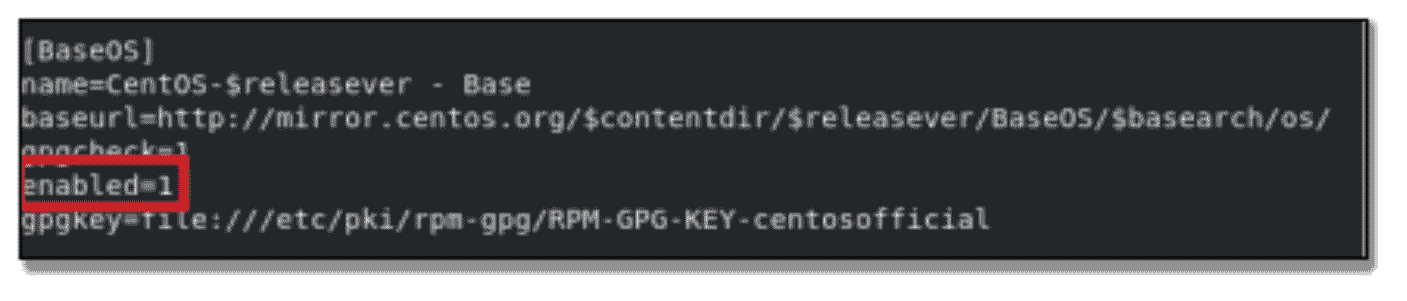 [BaseOS]
name=CentOS-$releasever - Base
baseurl=http://mirror.centos.org/$contentdir/$releasever/BaseOS/$basearch/os/
gpgcheck=1
enabled=1
gpgkey=file:///etc/pki/rpm-gpg/RPM-GPG-KEY-centosofficial